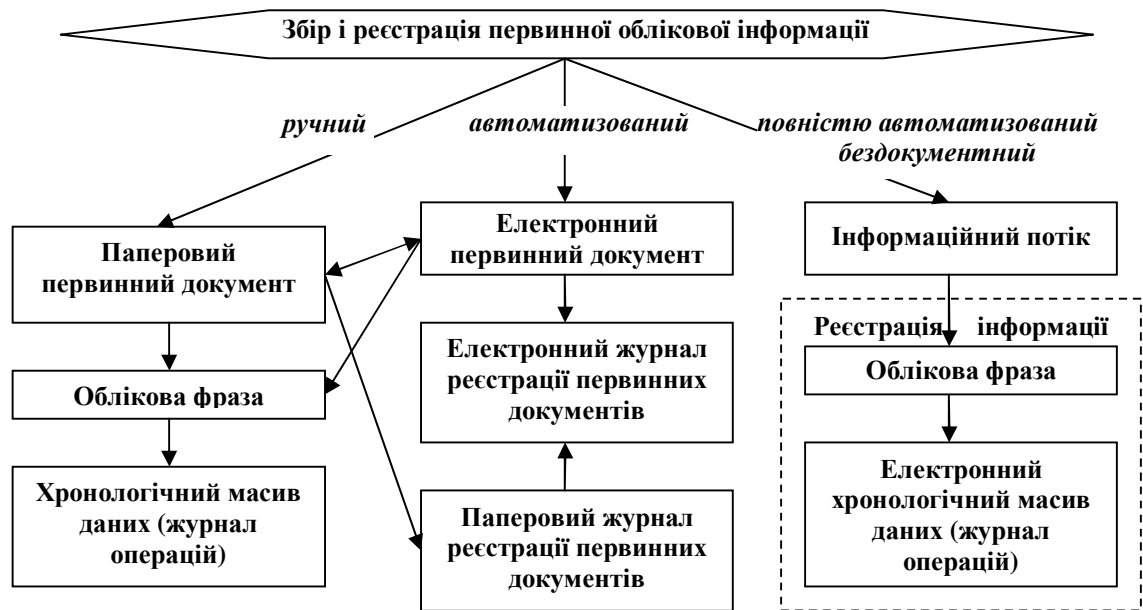 Збір і реєстрація первинної облікової інформації
ручний
автоматизований
повністю автоматизований
бездокументний
Паперовий
первинний документ
Облікова фраза
Хронологічний масив
даних (журнал
операцій)
Електронний
первинний документ
Електронний журнал
реєстрації первинних
документів
Паперовий журнал
реєстрації первинних
документів
Інформаційний потік
Реєстрація інформації
Облікова фраза
Електронний
хронологічний масив
даних (журнал
операцій)